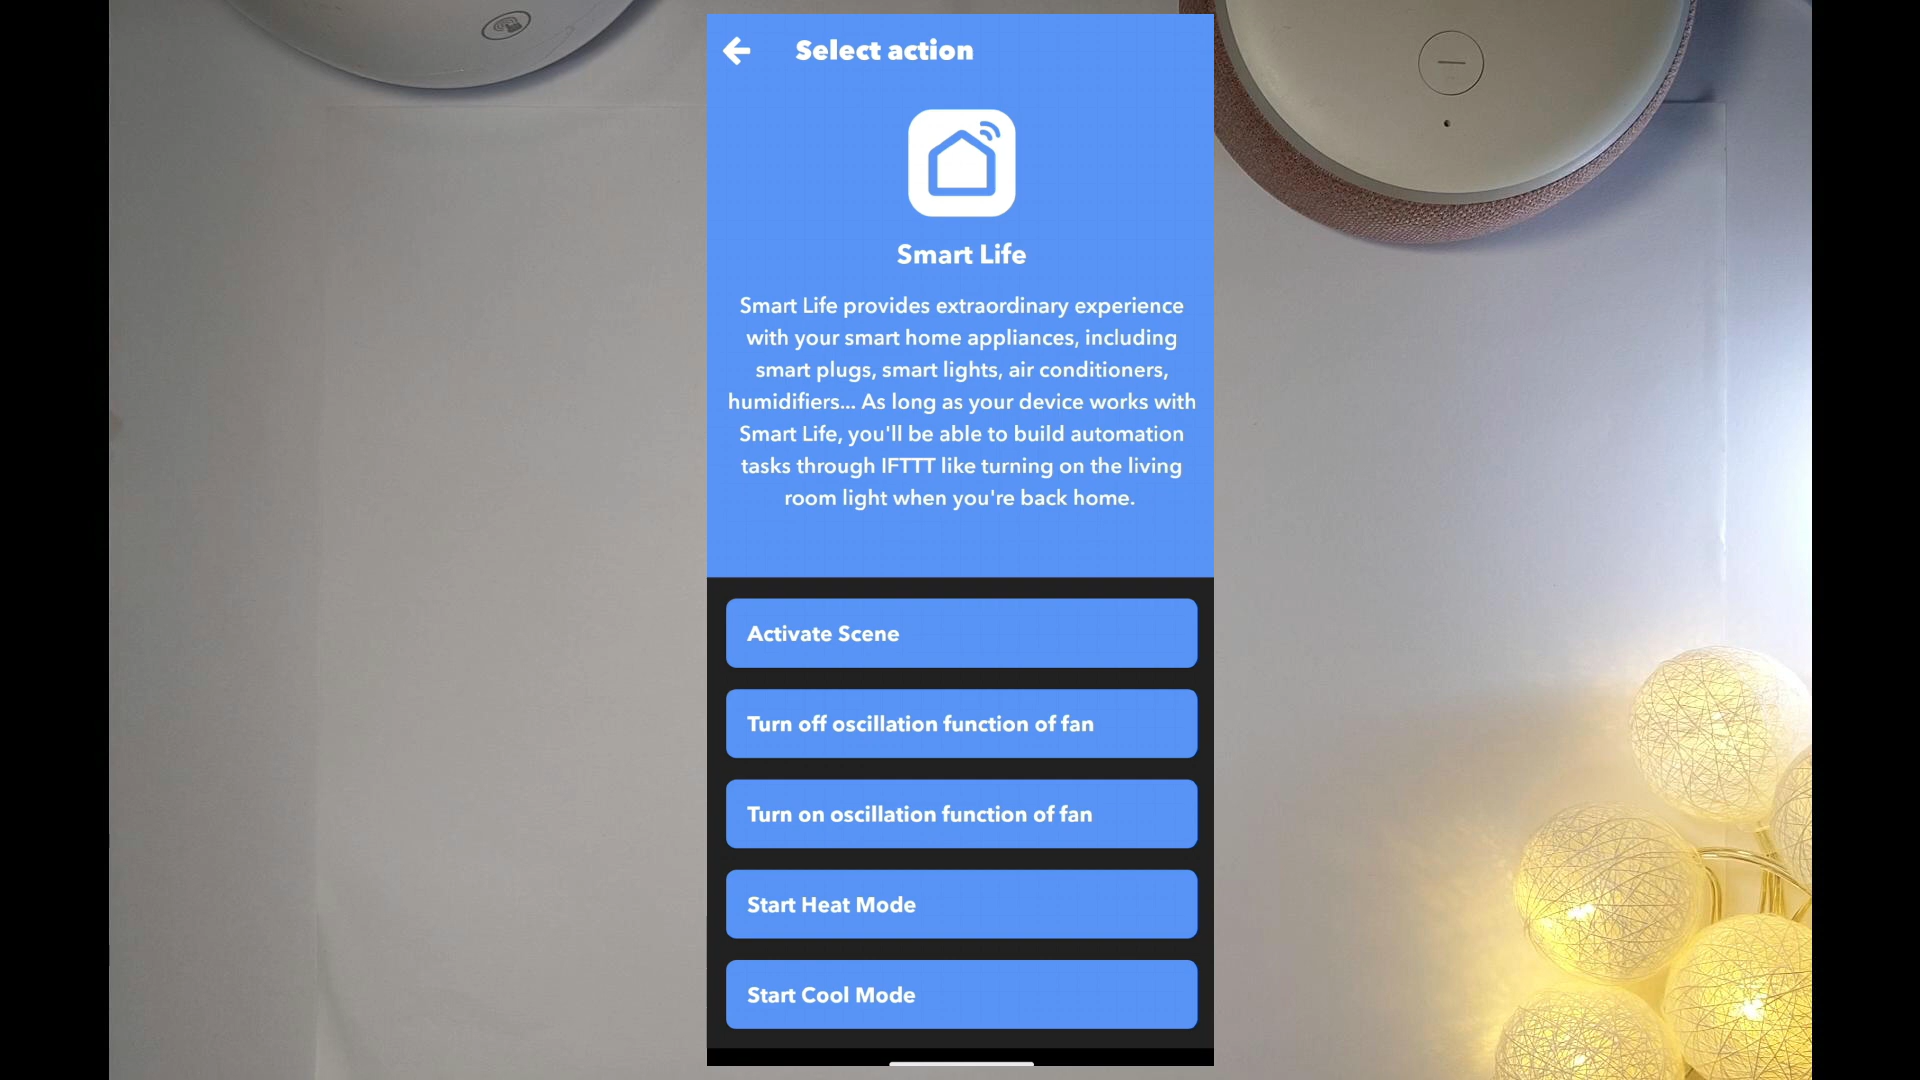 Select action
Smart Life
Smart Life provides extraordinary experience
with your smart home appliances, including
smart plugs, smart lights, air conditioners,
humidifiers... As long as your device works with
Smart Life, you'll be able to build automation
tasks through IFTTT like turning on the living
room light when you're back home.
Activate Scene
Turn off oscillation function of fan
Turn on oscillation function of fan
Start Heat Mode
Start Cool Mode